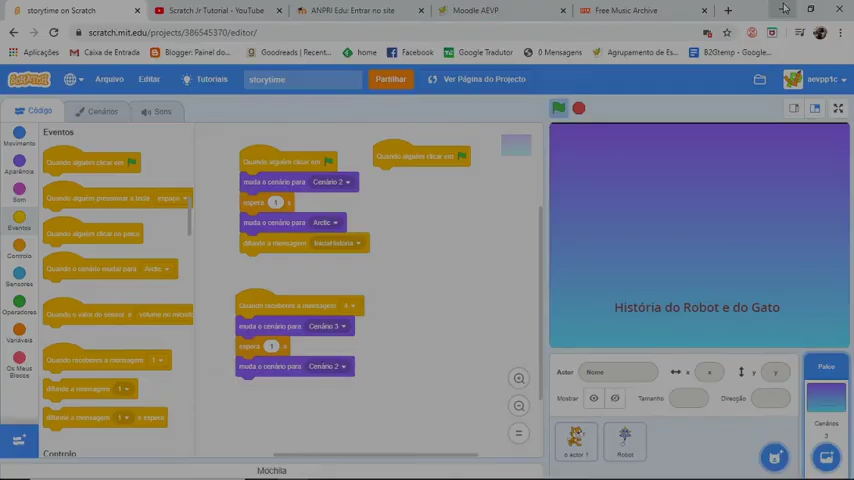 storytime on Scratch
Scratch Jr Tutorial - YouTube
ANPRI Edu: Entrar no site
Moodle AEVP
Free Music Archive
scratch.mit.edu/projects/386545370/editor/
Aplicações
Caixa de Entrada
Blogger: Painel do...
Goodreads | Recent...
home
Facebook
Google Tradutor
0 Mensagens
Agrupamento de Es...
B2Gtemp - Google...
SCRATCH
Arquivo
Editar
Tutoriais
storytime
Partilhar
Ver Página do Projecto
aevpp1c
Código
Cenários
Sons
Movimento
Aparência
Som
Eventos
Controlo
Sensores
Operadores
Variáveis
Os Meus
Blocos
Eventos
Quando alguém clicar em
Quando alguém pressionar a tecla espaço
Quando alguém clicar no palco
Quando o cenário mudar para Arctic
Quando o valor do sensor o volume no microfo
Quando receberes a mensagem 1
difunde a mensagem 1
difunde a mensagem 1 e espera
Controlo
Quando alguém clicar em
muda o cenário para Cenário 2
espera 1 s
muda o cenário para Arctic
difunde a mensagem IniciaHistoria
Quando alguém clicar em
Quando receberes a mensagem 4
muda o cenário para Cenário 3
espera 1 s
muda o cenário para Cenário 2
Mochila
História do Robot e do Gato
Actor
Nome
x
x
y
y
Mostrar
Tamanho
Direcção
o actor 1
Robot
Palco
Cenários
3